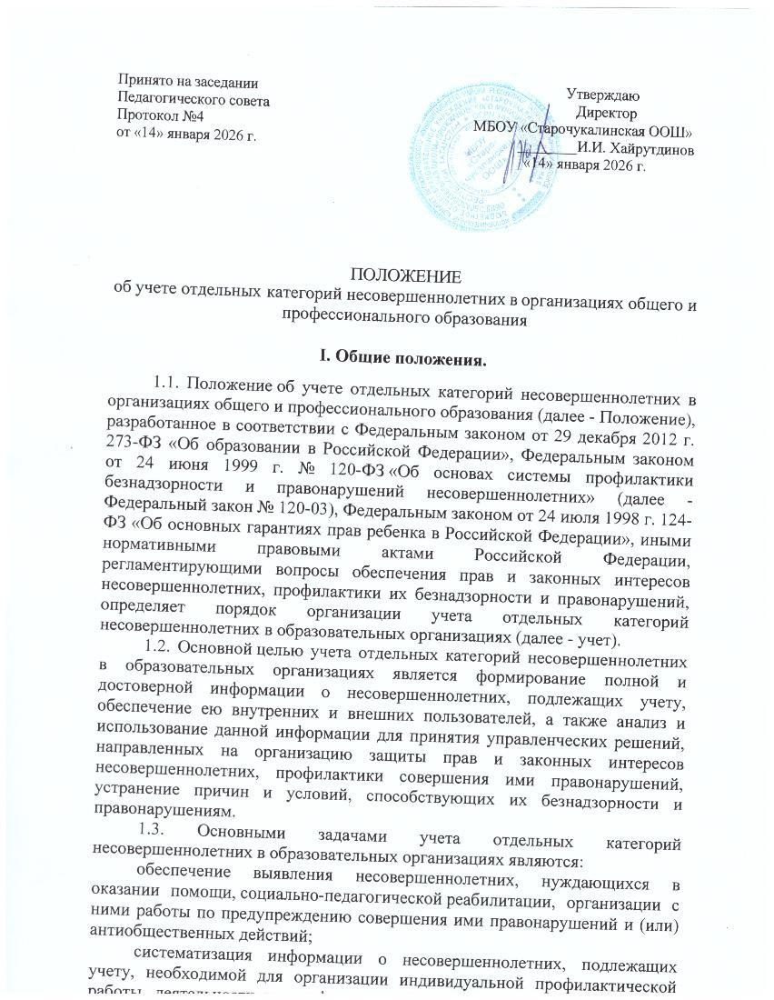 Принято на заседании
Педагогического совета
Протокол №4
от «14» января 2026 г.
Утверждаю
Директор
МБОУ «Старочукалинская ООШ»
________И.И. Хайрутдинов
«14» января 2026 г.
МБОУ
Старо-
ООШ
ПОЛОЖЕНИЕ
об учете отдельных категорий несовершеннолетних в организациях общего и
профессионального образования
I. Общие положения.
1.1. Положение об учете отдельных категорий несовершеннолетних в
организациях общего и профессионального образования (далее - Положение),
разработанное в соответствии с Федеральным законом от 29 декабря 2012 г.
273-ФЗ «Об образовании в Российской Федерации», Федеральным законом
от 24 июня 1999 г. № 120-ФЗ «Об основах системы профилактики
безнадзорности и правонарушений несовершеннолетних» (далее -
Федеральный закон № 120-03), Федеральным законом от 24 июля 1998 г. 124-
ФЗ «Об основных гарантиях прав ребенка в Российской Федерации», иными
нормативными правовыми актами Российской Федерации,
регламентирующими вопросы обеспечения прав и законных интересов
несовершеннолетних, профилактики их безнадзорности и правонарушений,
определяет порядок организации учета отдельных категорий
несовершеннолетних в образовательных организациях (далее - учет).
1.2. Основной целью учета отдельных категорий несовершеннолетних
в образовательных организациях является формирование полной и
достоверной информации о несовершеннолетних, подлежащих учету,
обеспечение ею внутренних и внешних пользователей, а также анализ и
использование данной информации для принятия управленческих решений,
направленных на организацию защиты прав и законных интересов
несовершеннолетних, профилактики совершения ими правонарушений,
устранение причин и условий, способствующих их безнадзорности и
правонарушениям.
1.3. Основными задачами учета отдельных категорий
несовершеннолетних в образовательных организациях являются:
обеспечение выявления несовершеннолетних, нуждающихся в
оказании помощи, социально-педагогической реабилитации, организации с
ними работы по предупреждению совершения ими правонарушений и (или)
антиобщественных действий;
систематизация информации о несовершеннолетних, подлежащих
учету, необходимой для организации индивидуальной профилактической
работы